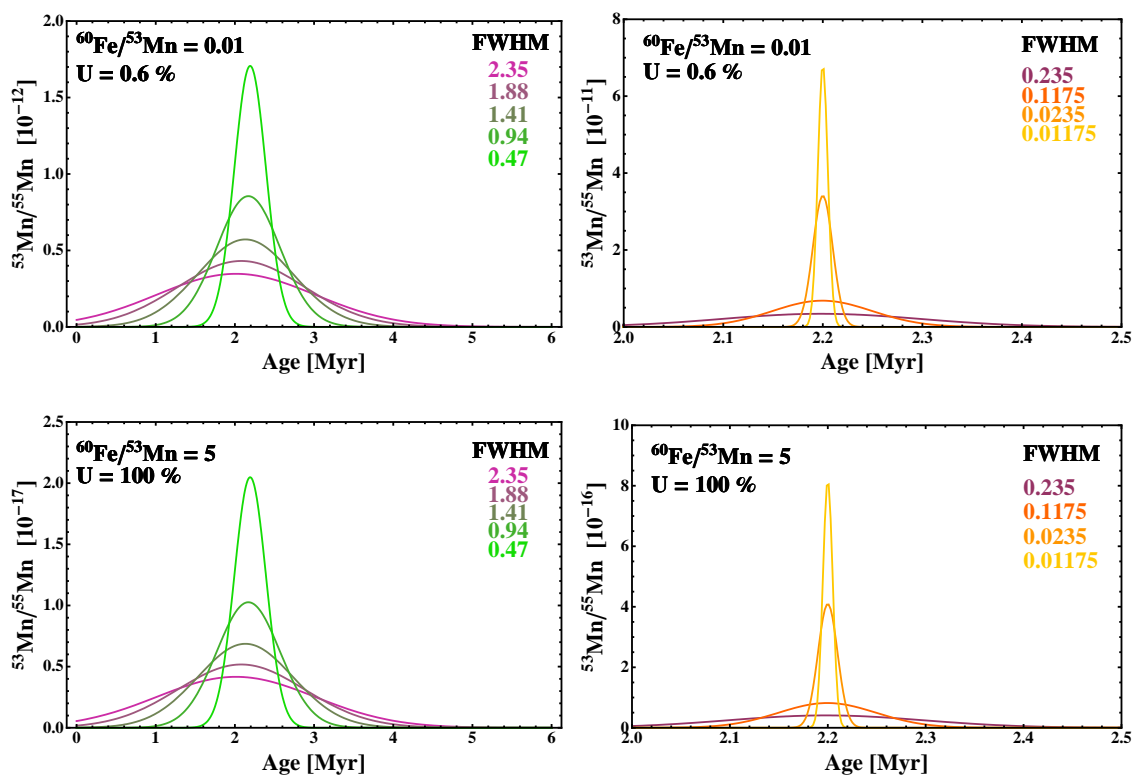 ⁶⁰Fe/⁵³Mn = 0.01
U = 0.6 %
FWHM
2.35
1.88
1.41
0.94
0.47
2.0
1.5
1.0
0.5
0.0
⁵³Mn/⁵⁵Mn [10⁻¹²]
0 1 2 3 4 5 6
Age [Myr]
⁶⁰Fe/⁵³Mn = 0.01
U = 0.6 %
FWHM
0.235
0.1175
0.0235
0.01175
8
6
4
2
0
⁵³Mn/⁵⁵Mn [10⁻¹¹]
2.0 2.1 2.2 2.3 2.4 2.5
Age [Myr]
⁶⁰Fe/⁵³Mn = 5
U = 100 %
FWHM
2.35
1.88
1.41
0.94
0.47
2.5
2.0
1.5
1.0
0.5
0.0
⁵³Mn/⁵⁵Mn [10⁻¹⁷]
0 1 2 3 4 5 6
Age [Myr]
⁶⁰Fe/⁵³Mn = 5
U = 100 %
FWHM
0.235
0.1175
0.0235
0.01175
10
8
6
4
2
0
⁵³Mn/⁵⁵Mn [10⁻¹⁶]
2.0 2.1 2.2 2.3 2.4 2.5
Age [Myr]